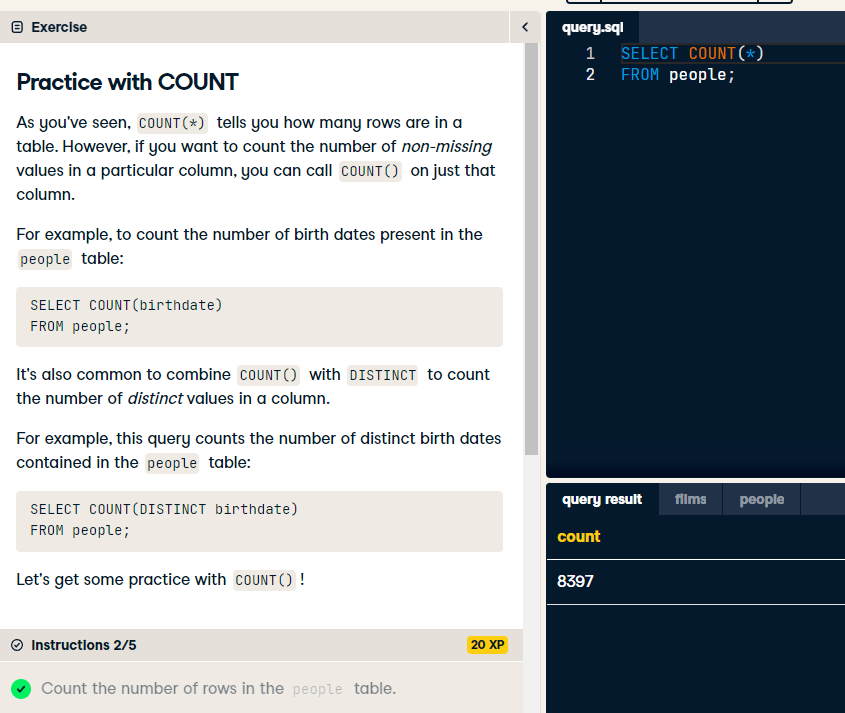 Exercise
Practice with COUNT
As you've seen, COUNT(*) tells you how many rows are in a
table. However, if you want to count the number of non-missing
values in a particular column, you can call COUNT() on just that
column.
For example, to count the number of birth dates present in the
people table:
SELECT COUNT(birthdate)
FROM people;
It's also common to combine COUNT() with DISTINCT to count
the number of distinct values in a column.
For example, this query counts the number of distinct birth dates
contained in the people table:
SELECT COUNT(DISTINCT birthdate)
FROM people;
Let's get some practice with COUNT()!
Instructions 2/5
20 XP
Count the number of rows in the people table.
query.sql
1 SELECT COUNT(*)
2 FROM people;
query result films people
count
8397